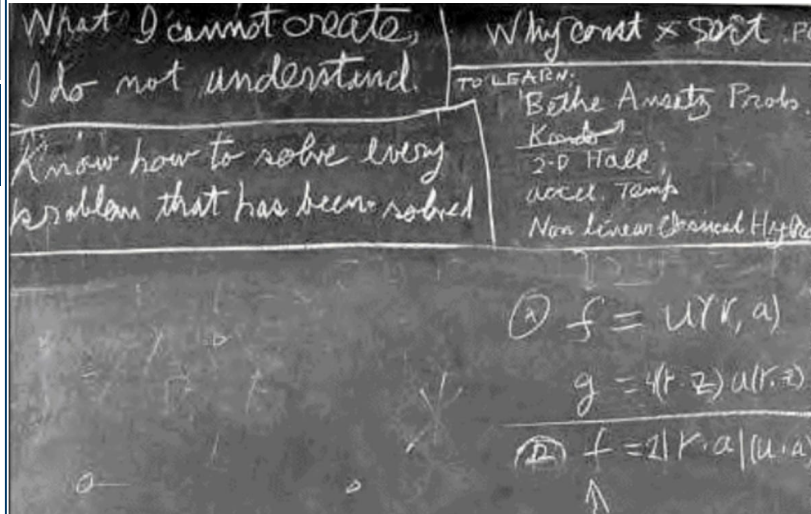 What I cannot create,
I do not understand.
Know how to solve every
problem that has been solved
Why const × sort
TO LEARN:
Bethe Ansatz Probs
Kondo
2-D Hall
accel. Temp
Non linear Classical Hydro
f = u(r, a)
g = 4(r·z) u(r,z)
f = 2|r·a|(u·a)